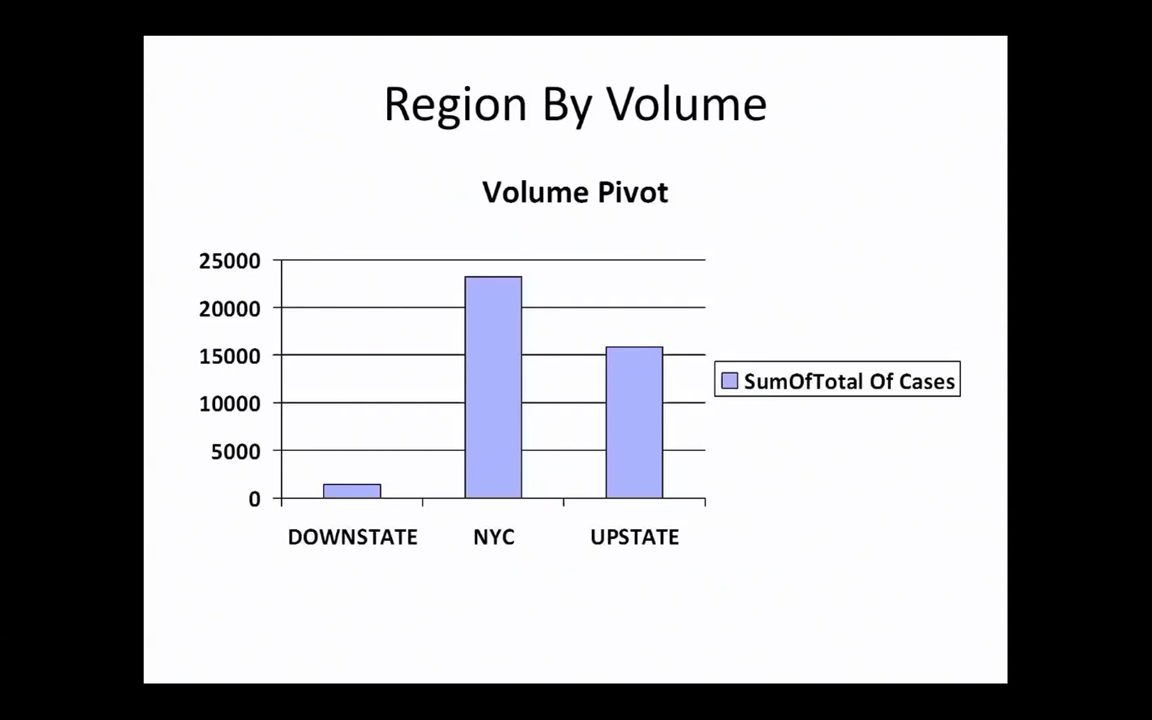 Region By Volume
Volume Pivot
25000
20000
15000
10000
5000
0
DOWNSTATE NYC UPSTATE
SumOfTotal Of Cases